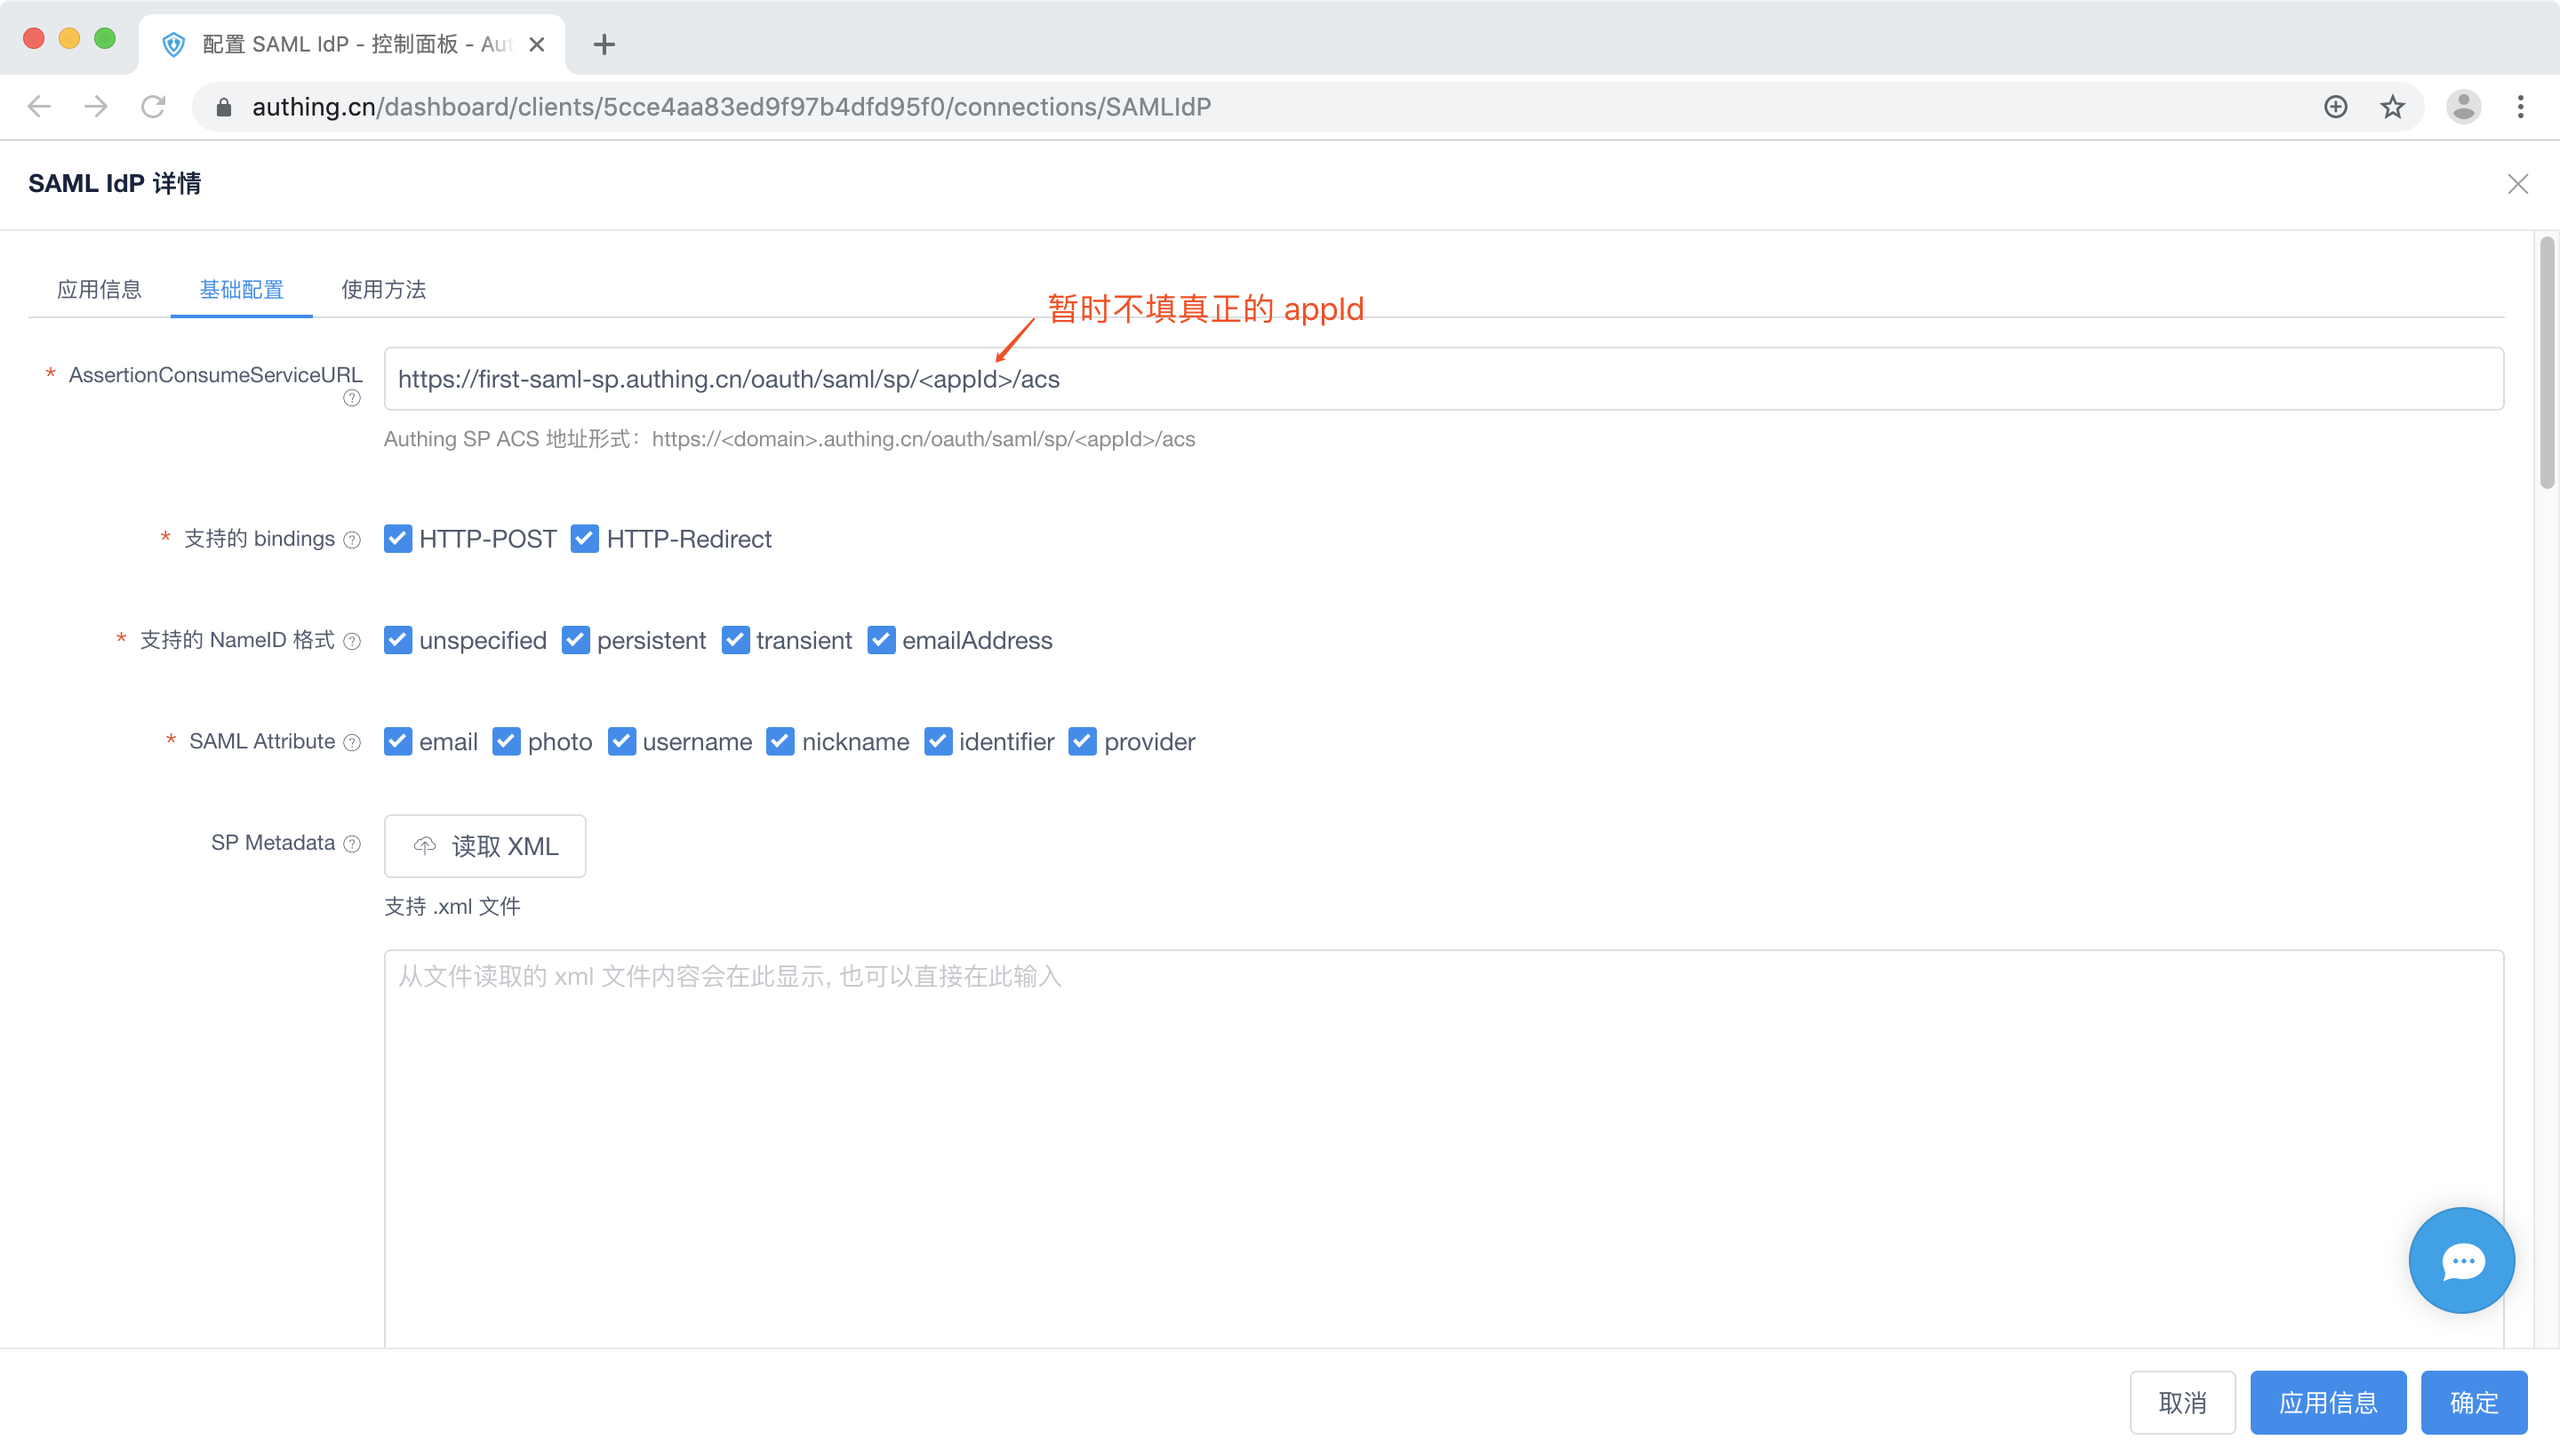 配置 SAML IdP - 控制面板 - Aut
authing.cn/dashboard/clients/5cce4aa83ed9f97b4dfd95f0/connections/SAMLIdP
SAML IdP 详情
应用信息 基础配置 使用方法
暂时不填真正的 appId
* AssertionConsumeServiceURL
https://first-saml-sp.authing.cn/oauth/saml/sp/<appId>/acs
Authing SP ACS 地址形式：https://<domain>.authing.cn/oauth/saml/sp/<appId>/acs
* 支持的 bindings HTTP-POST HTTP-Redirect
* 支持的 NameID 格式 unspecified persistent transient emailAddress
* SAML Attribute email photo username nickname identifier provider
SP Metadata 读取 XML
支持 .xml 文件
从文件读取的 xml 文件内容会在此显示, 也可以直接在此输入
取消 应用信息 确定